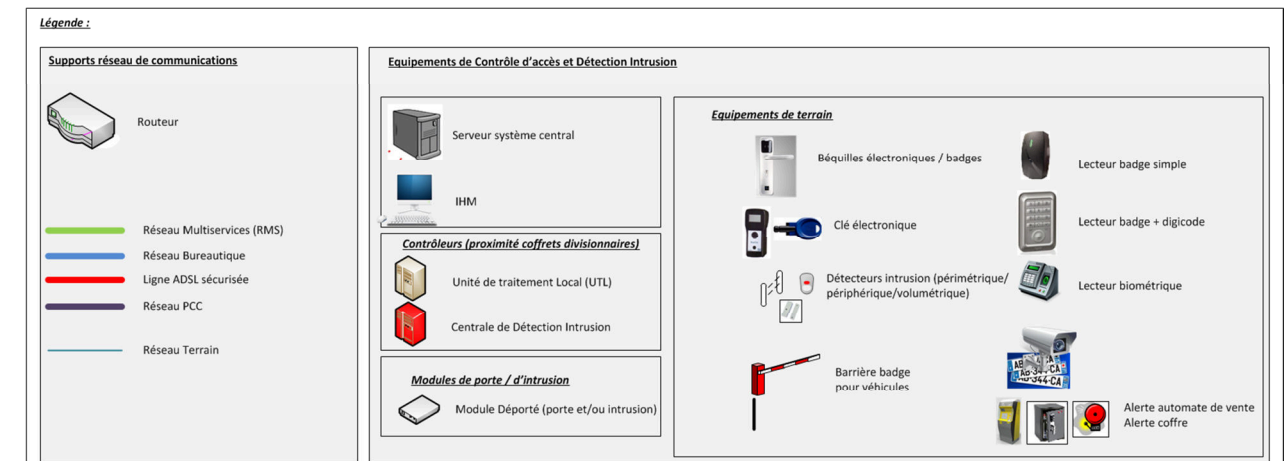 Légende :
Supports réseau de communications
Routeur
Réseau Multiservices (RMS)
Réseau Bureautique
Ligne ADSL sécurisée
Réseau PCC
Réseau Terrain
Equipements de Contrôle d'accès et Détection Intrusion
Serveur système central
IHM
Contrôleurs (proximité coffrets divisionnaires)
Unité de traitement Local (UTL)
Centrale de Détection Intrusion
Modules de porte / d'intrusion
Module Déporté (porte et/ou intrusion)
Equipements de terrain
Béquilles électroniques / badges
Clé électronique
Détecteurs intrusion (périmétrique/
périphérique/volumétrique)
Barrière badge
pour véhicules
Lecteur badge simple
Lecteur badge + digicode
Lecteur biométrique
Alerte automate de vente
Alerte coffre